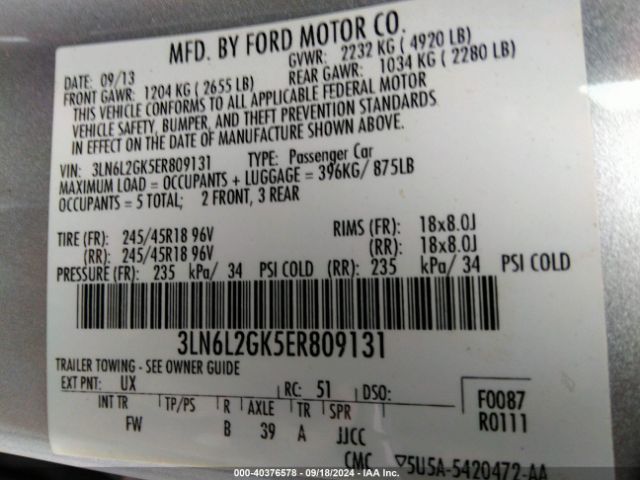 MFD. BY FORD MOTOR CO.
DATE: 09/13 GVWR: 2232 KG ( 4920 LB)
FRONT GAWR: 1204 KG ( 2655 LB) REAR GAWR: 1034 KG ( 2280 LB)
THIS VEHICLE CONFORMS TO ALL APPLICABLE FEDERAL MOTOR
VEHICLE SAFETY, BUMPER, AND THEFT PREVENTION STANDARDS
IN EFFECT ON THE DATE OF MANUFACTURE SHOWN ABOVE.
VIN: 3LN6L2GK5ER809131 TYPE: Passenger Car
MAXIMUM LOAD = OCCUPANTS + LUGGAGE = 396KG/ 875LB
OCCUPANTS = 5 TOTAL; 2 FRONT, 3 REAR
TIRE (FR): 245/45R18 96V RIMS (FR): 18x8.0J
(RR): 245/45R18 96V (RR): 18x8.0J
PRESSURE (FR): 235 kPa/ 34 PSI COLD (RR): 235 kPa/ 34 PSI COLD
3LN6L2GK5ER809131
TRAILER TOWING - SEE OWNER GUIDE
EXT PNT: UX RC: 51 DSO: F0087
INT TR TP/PS R AXLE TR SPR R0111
FW B 39 A JJCC
CMC ▽5U5A-5420472-AA
000-40376578 - 09/18/2024 - iaai.com